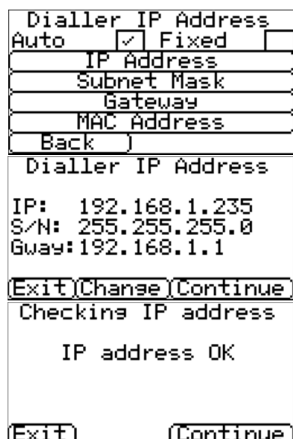 Dialler IP Address
Auto Fixed
IP Address
Subnet Mask
Gateway
MAC Address
Back
Dialler IP Address
IP: 192.168.1.235
S/N: 255.255.255.0
Gway:192.168.1.1
Exit Change Continue
Checking IP address
IP address OK
Exit Continue